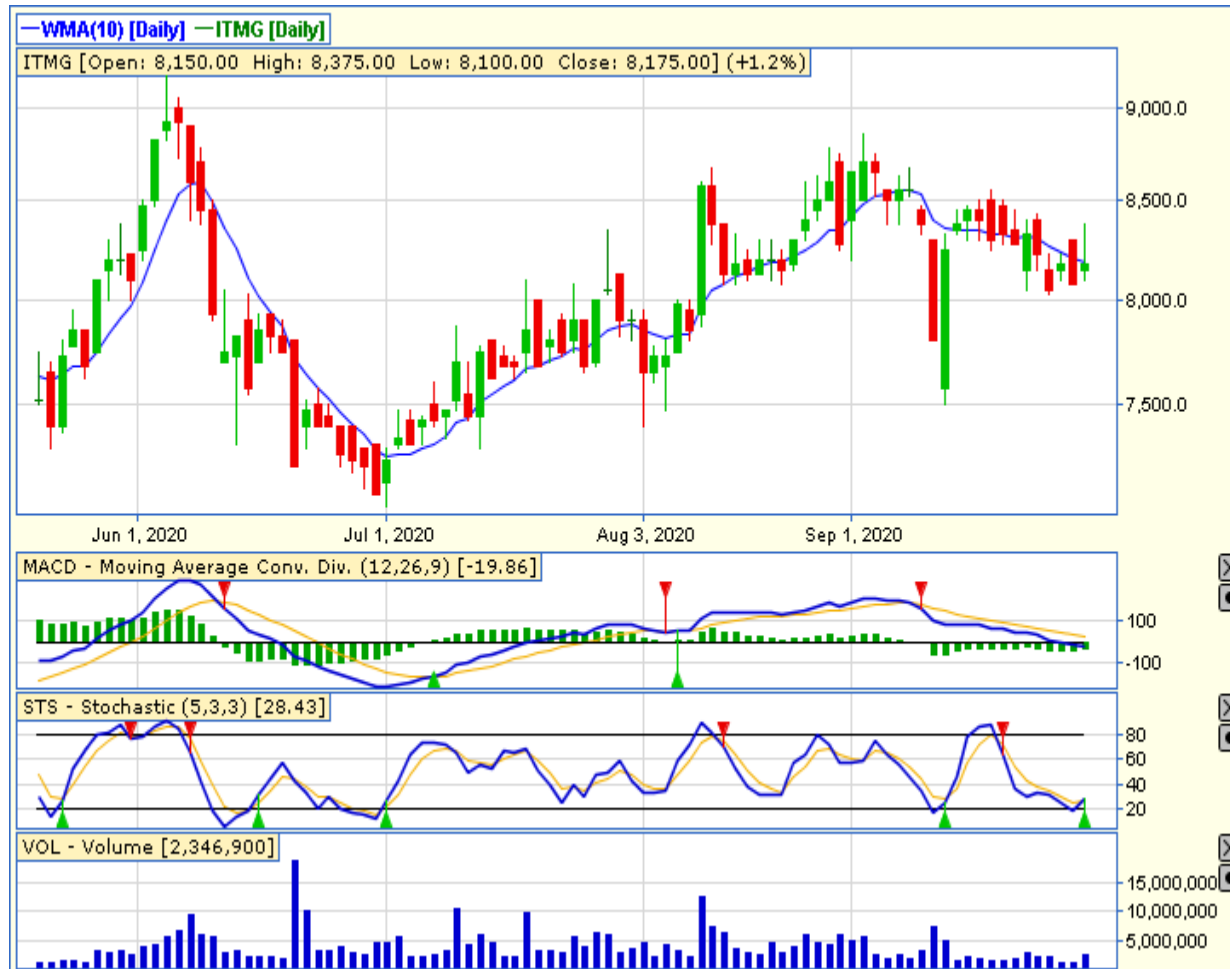 WMA(10) [Daily] ITMG [Daily]
ITMG [Open: 8,150.00 High: 8,375.00 Low: 8,100.00 Close: 8,175.00] (+1.2%)
9,000.0
8,500.0
8,000.0
7,500.0
Jun 1, 2020 Jul 1, 2020 Aug 3, 2020 Sep 1, 2020
MACD - Moving Average Conv. Div. (12,26,9) [-19.86]
100
-100
STS - Stochastic (5,3,3) [28.43]
80
60
40
20
VOL - Volume [2,346,900]
15,000,000
10,000,000
5,000,000